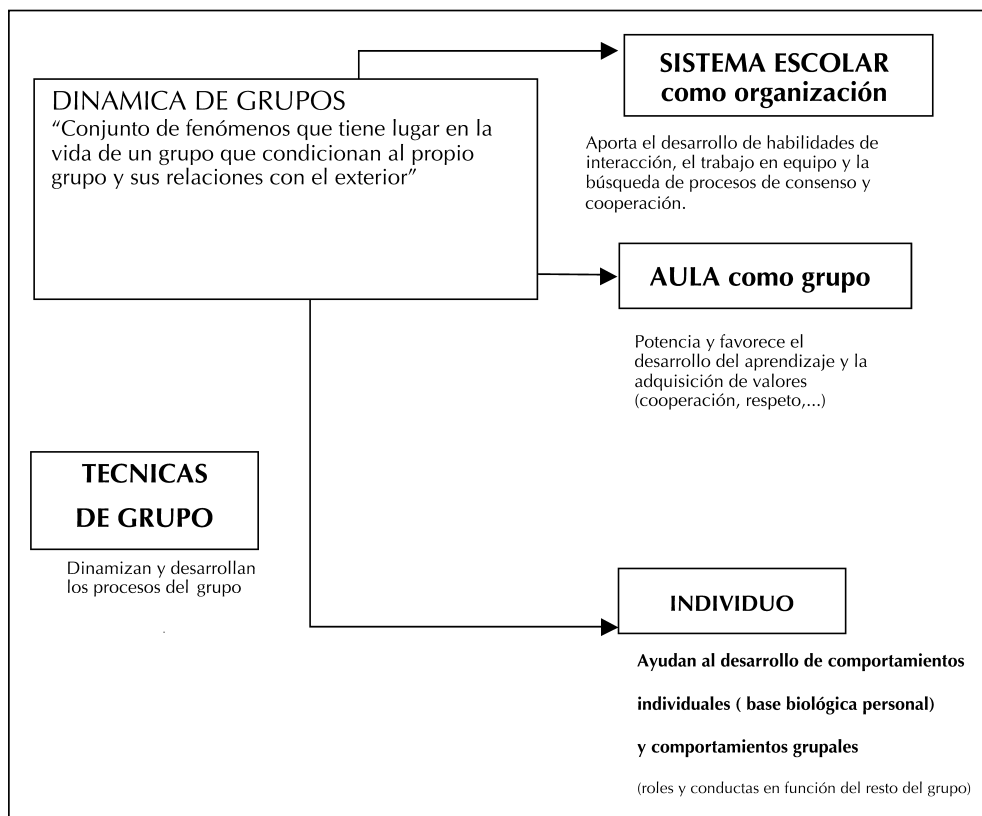 DINAMICA DE GRUPOS
“Conjunto de fenómenos que tiene lugar en la
vida de un grupo que condicionan al propio
grupo y sus relaciones con el exterior”
SISTEMA ESCOLAR
como organización
Aporta el desarrollo de habilidades de
interacción, el trabajo en equipo y la
búsqueda de procesos de consenso y
cooperación.
AULA como grupo
Potencia y favorece el
desarrollo del aprendizaje y la
adquisición de valores
(cooperación, respeto,...)
TECNICAS
DE GRUPO
Dinamizan y desarrollan
los procesos del grupo
INDIVIDUO
Ayudan al desarrollo de comportamientos
individuales ( base biológica personal)
y comportamientos grupales
(roles y conductas en función del resto del grupo)